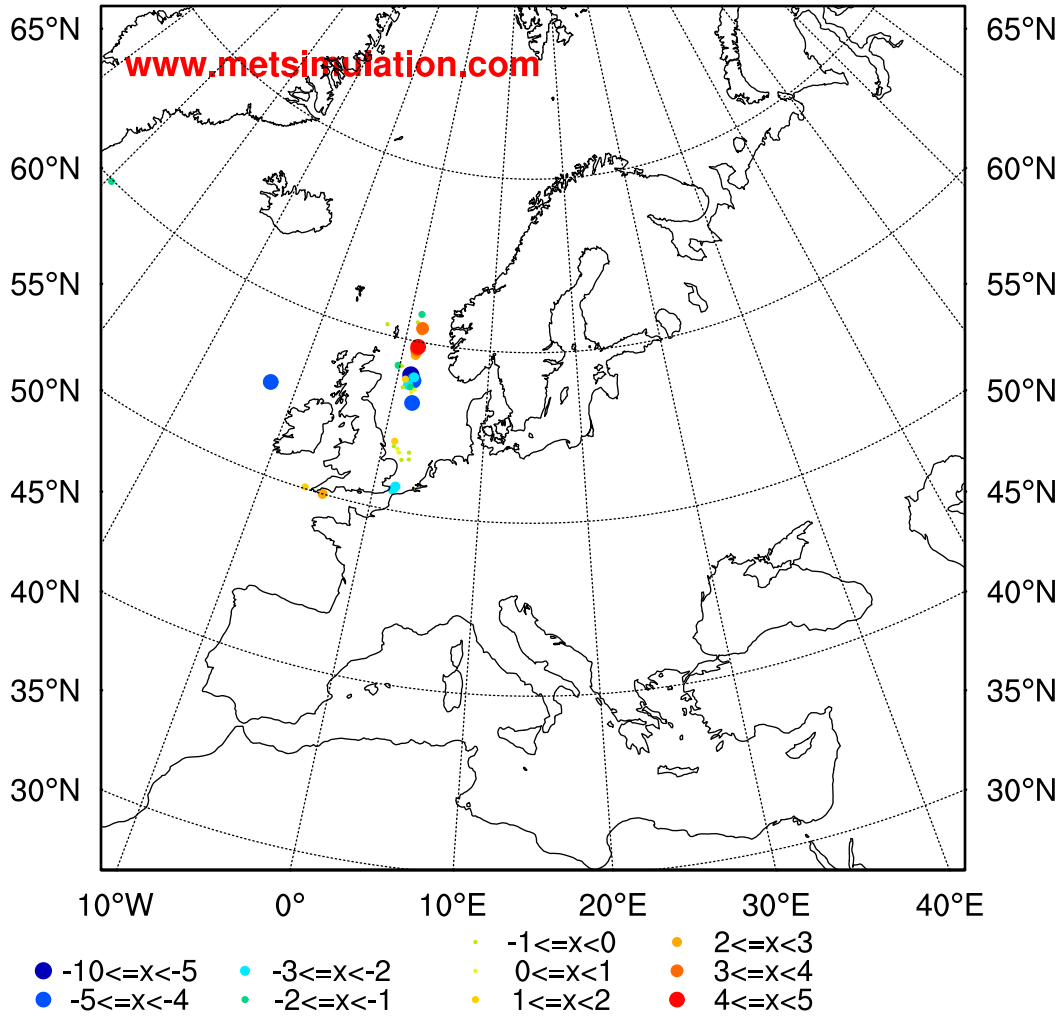 65°N 65°N
www.metsimulation.com
60°N 60°N
55°N 55°N
50°N 50°N
45°N 45°N
40°N 40°N
35°N 35°N
30°N 30°N
10°W 0° 10°E 20°E 30°E 40°E
-1<=x<0 2<=x<3
-10<=x<-5 -3<=x<-2 0<=x<1 3<=x<4
-5<=x<-4 -2<=x<-1 1<=x<2 4<=x<5